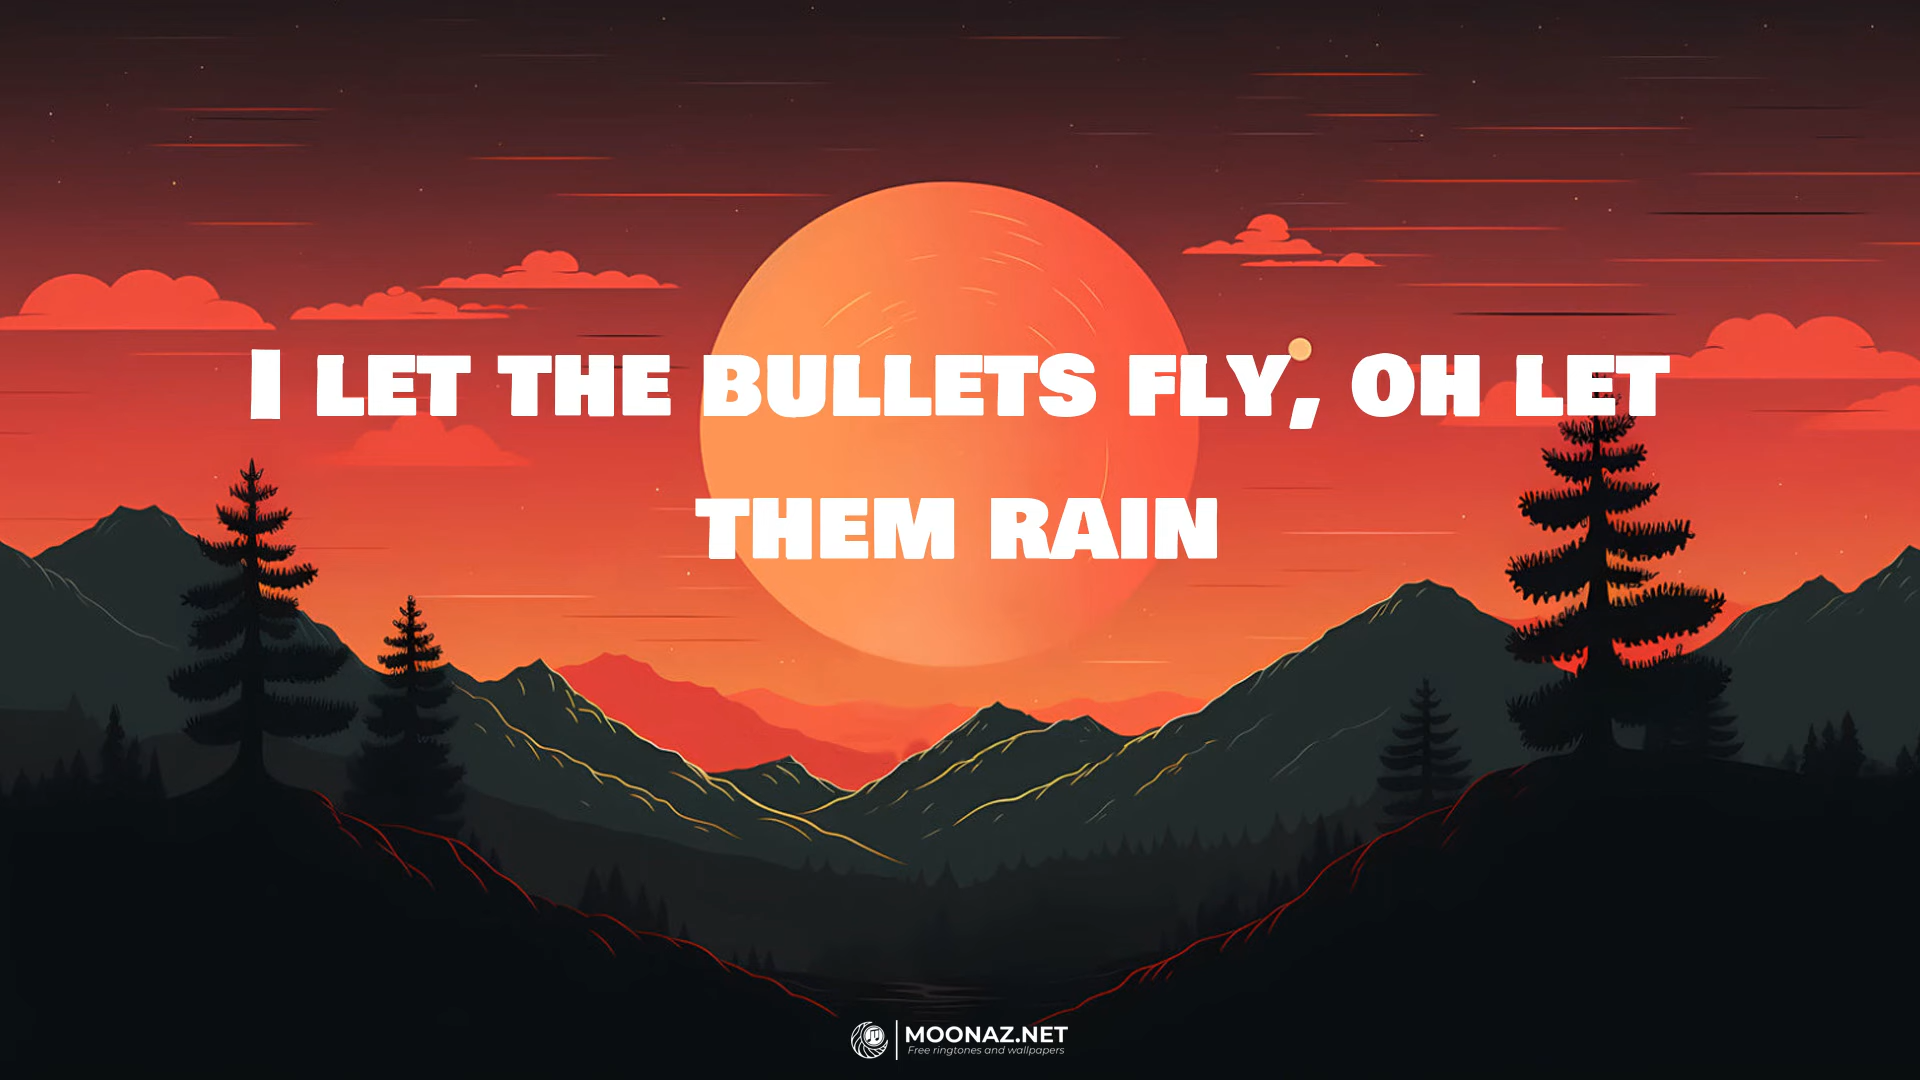 I LET THE BULLETS FLY, OH LET
THEM RAIN
MOONAZ.NET
Free ringtones and wallpapers